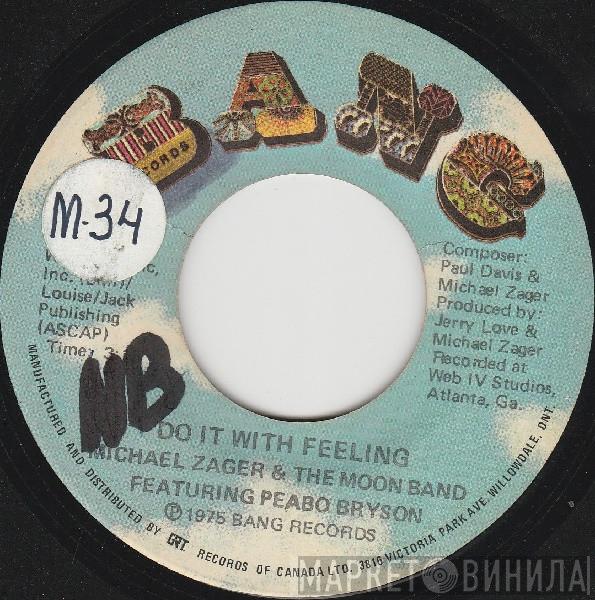 BANG
RECORDS
M-34
Inc. (BMI)/
Louise/Jack
Publishing
(ASCAP)
Time: 3
NB
Composer:
Paul Davis &
Michael Zager
Produced by:
Jerry Love &
Michael Zager
Recorded at
Web IV Studios,
Atlanta, Ga.
DO IT WITH FEELING
MICHAEL ZAGER & THE MOON BAND
FEATURING PEABO BRYSON
℗ 1975 BANG RECORDS
MANUFACTURED AND DISTRIBUTED BY GRT RECORDS OF CANADA LTD. 3816 VICTORIA PARK AVE, WILLOWDALE, ONT
МАРКЕТ ВИНИЛА